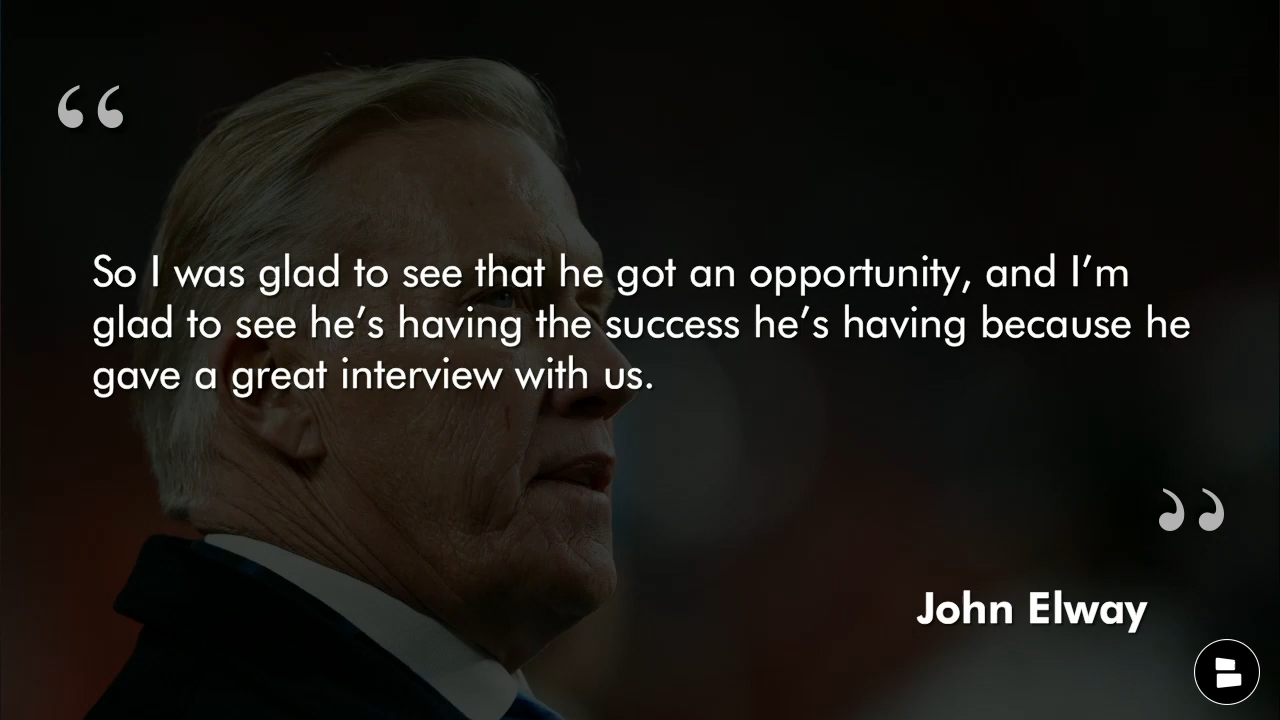 “
So I was glad to see that he got an opportunity, and I’m
glad to see he’s having the success he’s having because he
gave a great interview with us.
”
John Elway